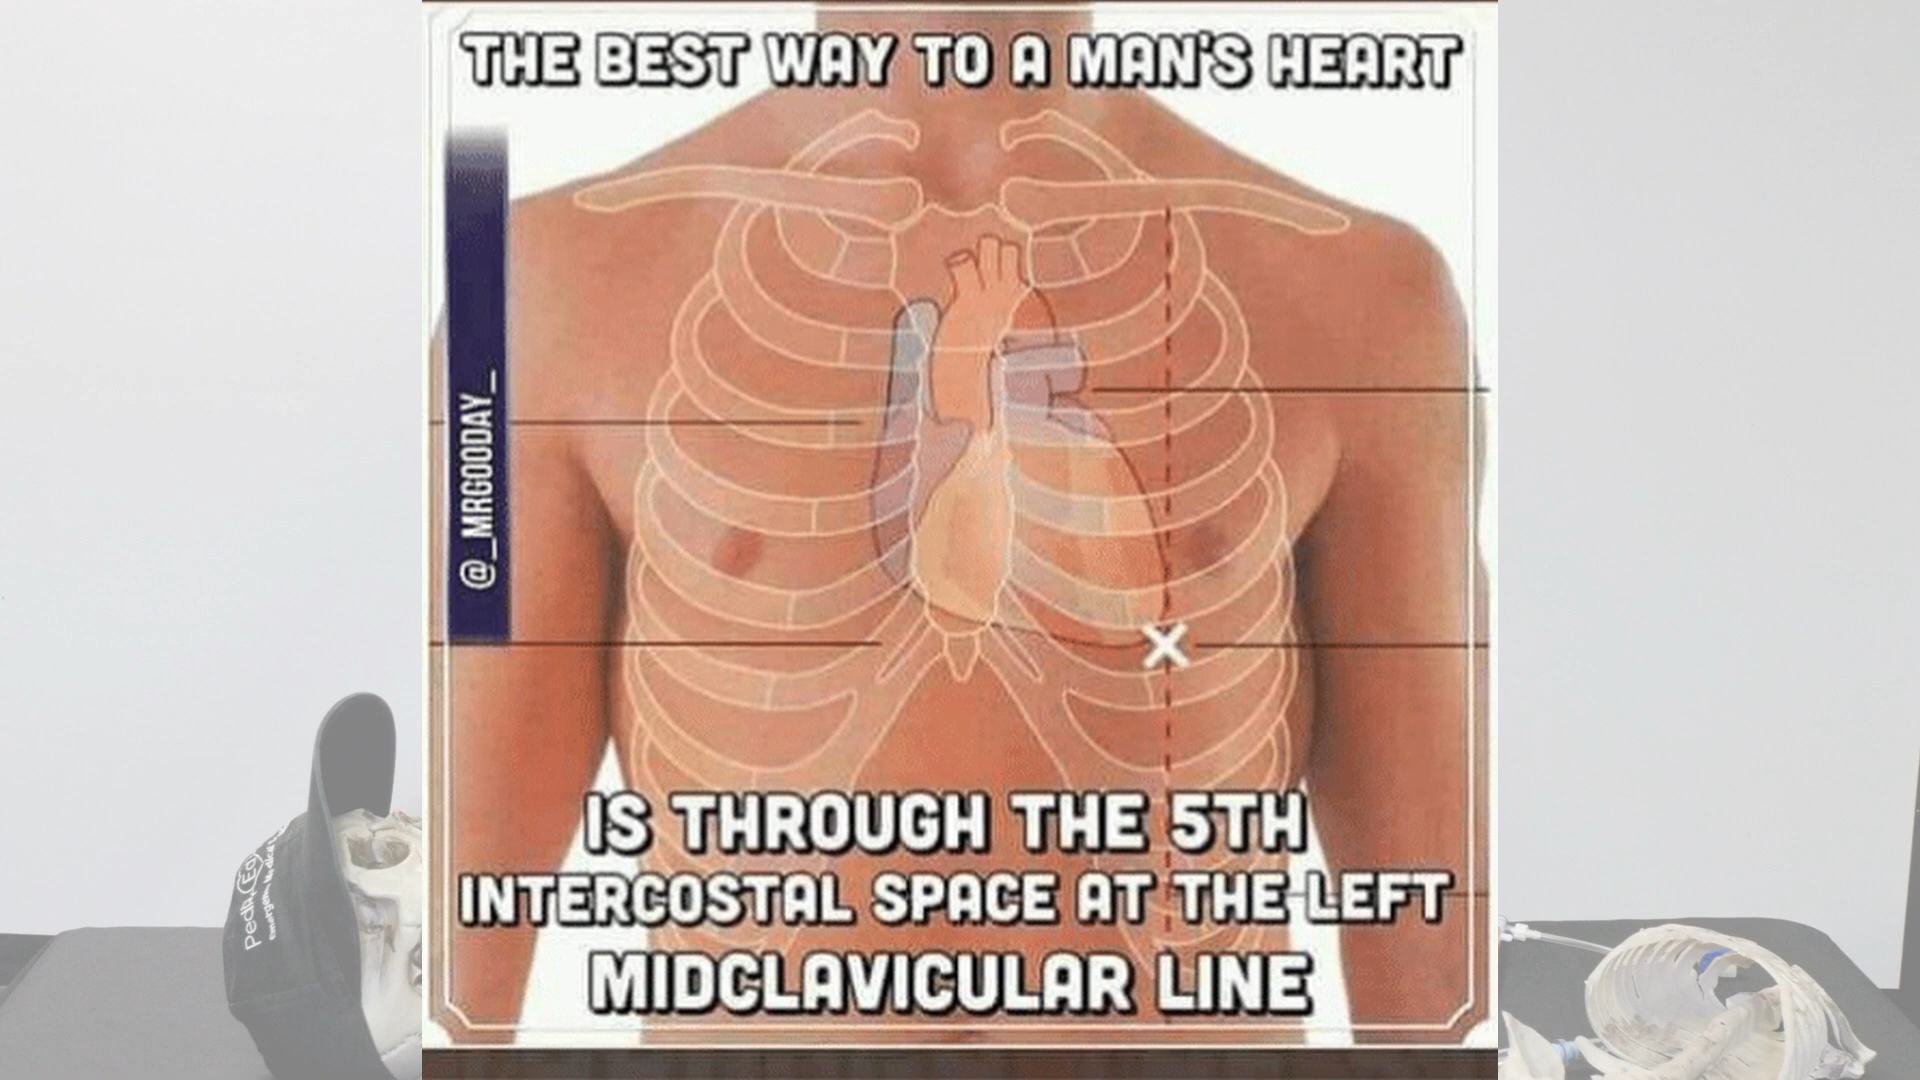 THE BEST WAY TO A MAN'S HEART
@_MRGOODAY_
IS THROUGH THE 5TH
INTERCOSTAL SPACE AT THE LEFT
MIDCLAVICULAR LINE